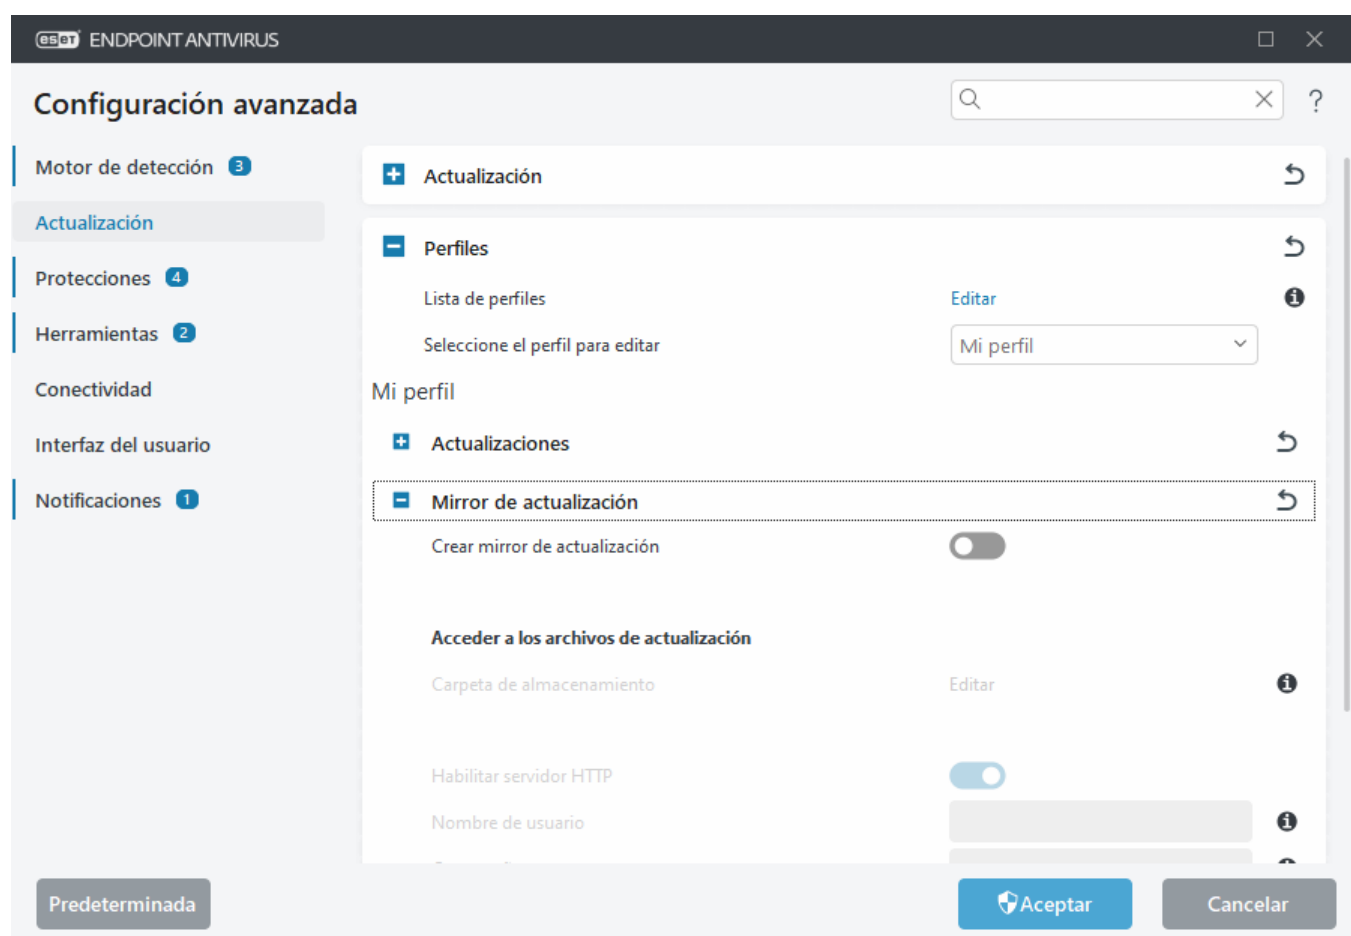 eset ENDPOINT ANTIVIRUS
Configuración avanzada
?
Motor de detección 3
Actualización
Protecciones 4
Herramientas 2
Conectividad
Interfaz del usuario
Notificaciones 1
Actualización
Perfiles
Lista de perfiles Editar
Seleccione el perfil para editar Mi perfil
Mi perfil
Actualizaciones
Mirror de actualización
Crear mirror de actualización
Acceder a los archivos de actualización
Carpeta de almacenamiento Editar
Habilitar servidor HTTP
Nombre de usuario
Predeterminada
Aceptar
Cancelar